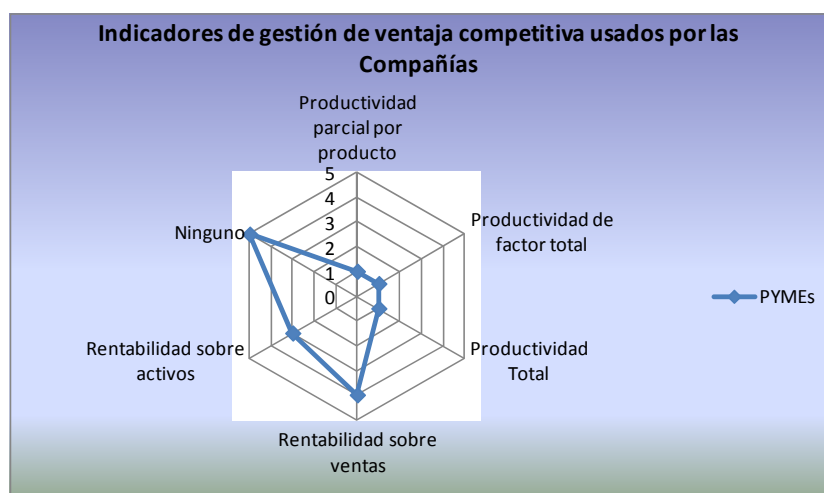 Indicadores de gestión de ventaja competitiva usados por las
Compañías
Productividad
parcial por
producto
5
4
3
2
1
0
Productividad de
factor total
Productividad
Total
Rentabilidad sobre
ventas
Rentabilidad sobre
activos
Ninguno
PYMEs